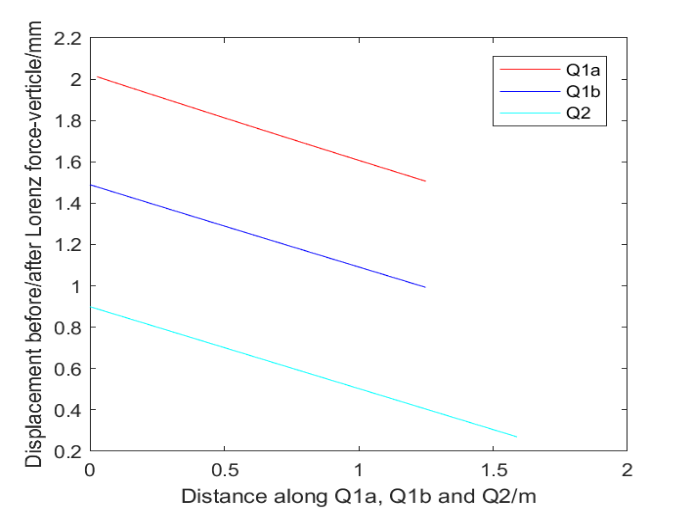 Displacement before/after Lorenz force-verticle/mm
2.2
2
1.8
1.6
1.4
1.2
1
0.8
0.6
0.4
0.2
0 0.5 1 1.5 2
Distance along Q1a, Q1b and Q2/m
Q1a
Q1b
Q2